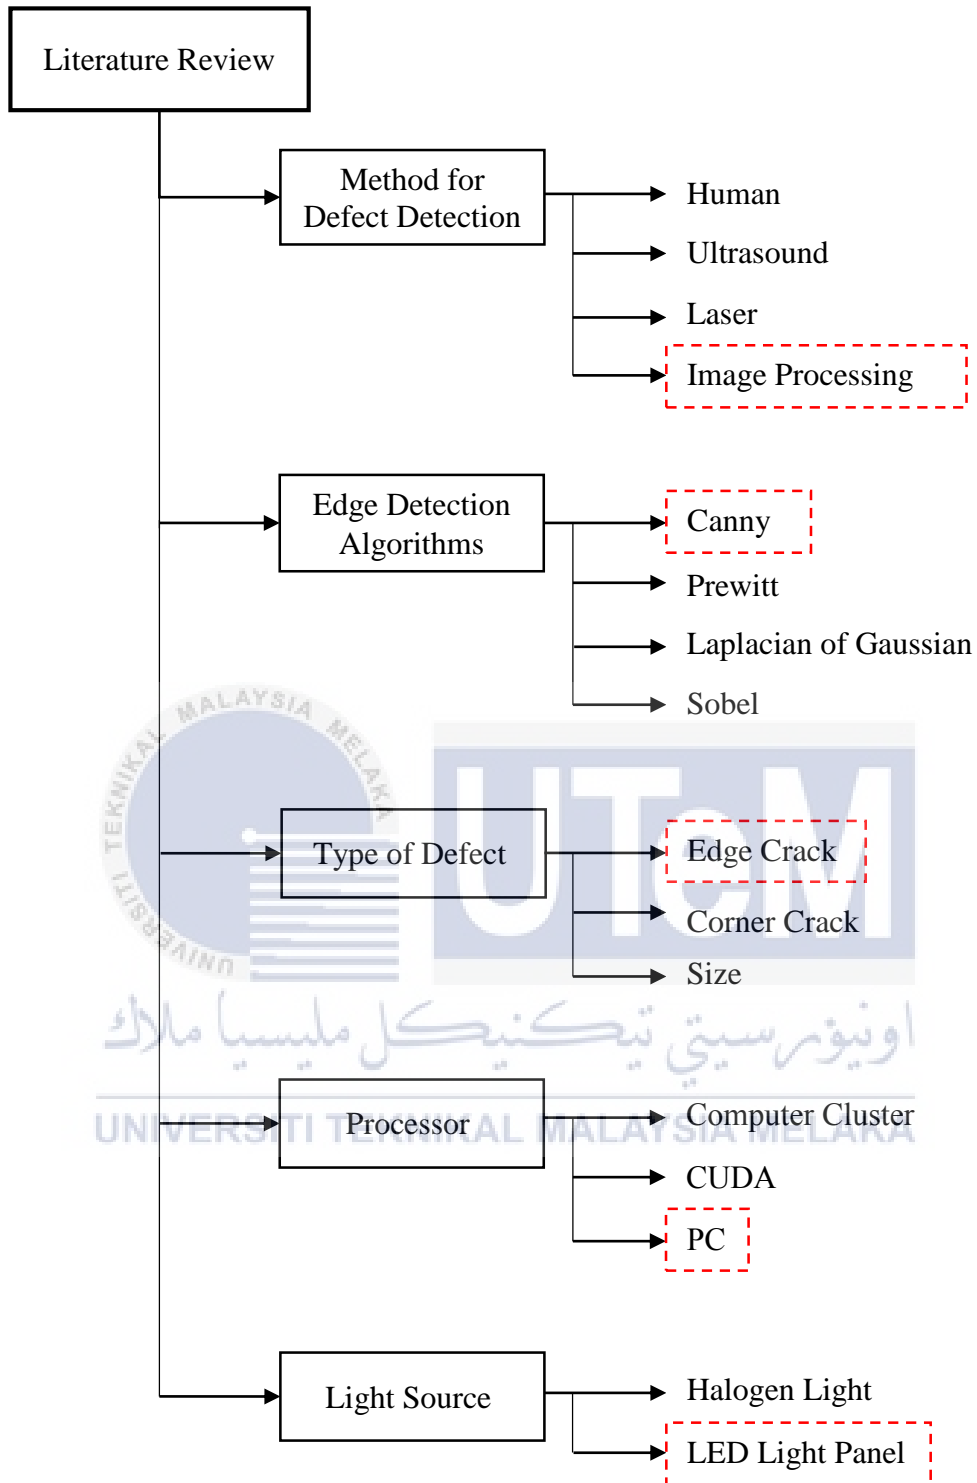 Literature Review
Method for
Defect Detection
Human
Ultrasound
Laser
Image Processing
Edge Detection
Algorithms
Canny
Prewitt
Laplacian of Gaussian
Sobel
UNIVERSITI TEKNIKAL MALAYSIA MELAKA
UTeM
Type of Defect
Edge Crack
Corner Crack
Size
اونيۏرسيتي تيكنيكل مليسيا ملاك
UNIVERSITI TEKNIKAL MALAYSIA MELAKA
Processor
Computer Cluster
CUDA
PC
Light Source
Halogen Light
LED Light Panel